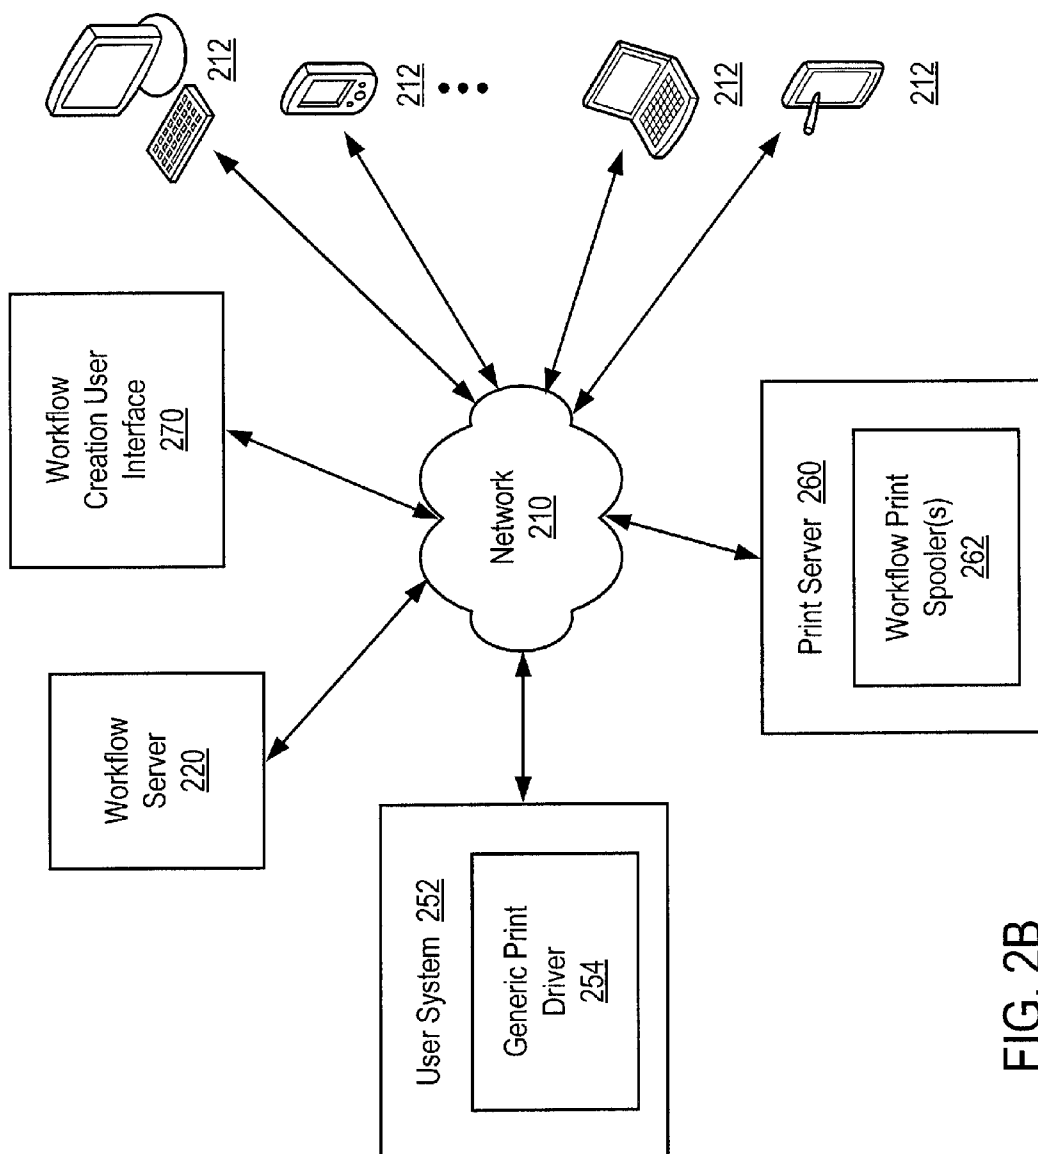 Workflow
Server
220
Workflow
Creation User
Interface
270
212
212
212
212
User System 252
Generic Print
Driver
254
Network
210
Print Server 260
Workflow Print
Spooler(s)
262
FIG. 2B